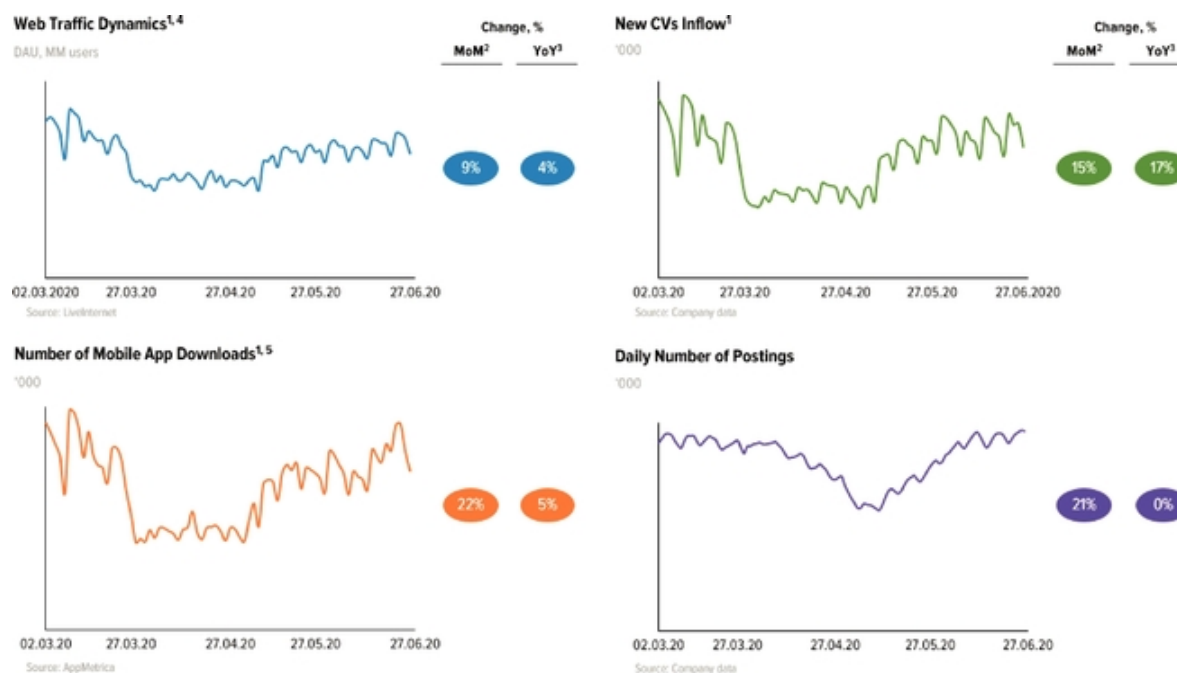 Web Traffic Dynamics1, 4
DAU, MM users
Change, %
MoM2 YoY3
9% 4%
02.03.2020 27.03.20 27.04.20 27.05.20 27.06.20
Source: LiveInternet
New CVs Inflow1
'000
Change, %
MoM2 YoY3
15% 17%
02.03.20 27.03.20 27.04.20 27.05.20 27.06.2020
Source: Company data
Number of Mobile App Downloads1, 5
'000
22% 5%
02.03.20 27.03.20 27.04.20 27.05.20 27.06.20
Source: AppMetrica
Daily Number of Postings
'000
21% 0%
02.03.20 27.03.20 27.04.20 27.05.20 27.06.20
Source: Company data